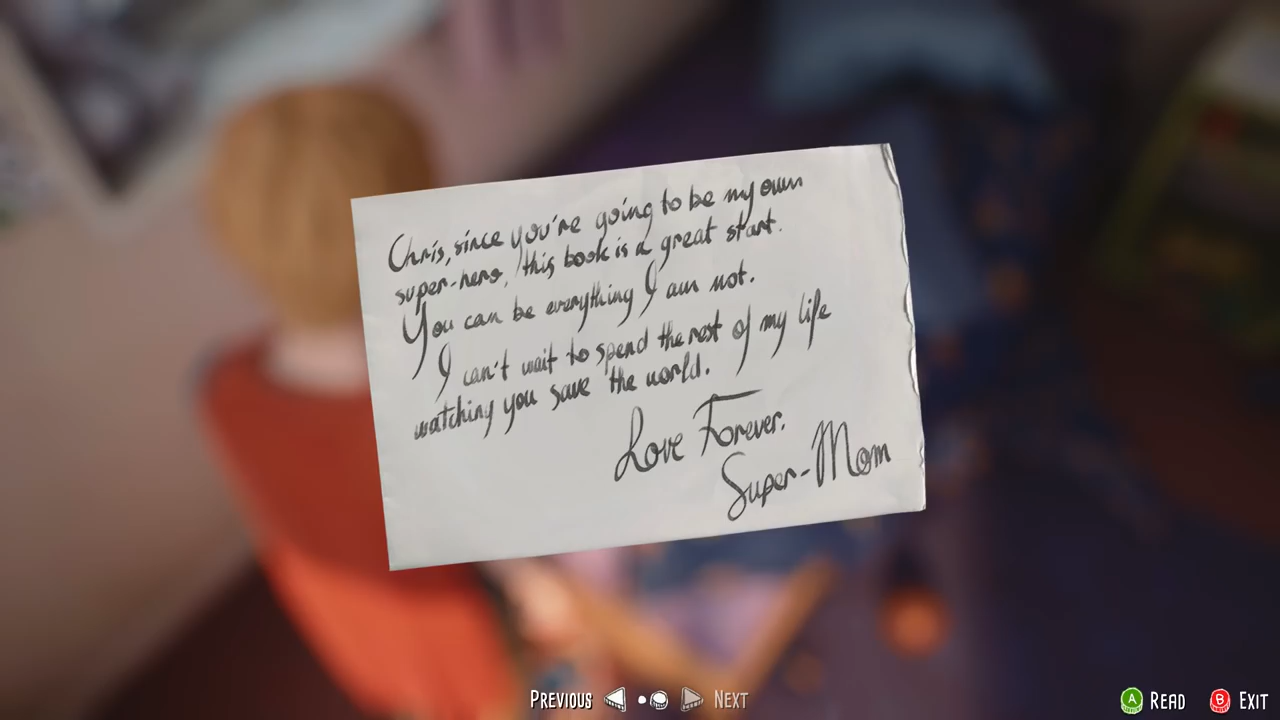 Chris, since you're going to be my own
super-hero, this book is a great start.
You can be everything I am not.
I can't wait to spend the rest of my life
watching you save the world.
Love Forever.
Super-Mom
PREVIOUS NEXT
A READ B EXIT